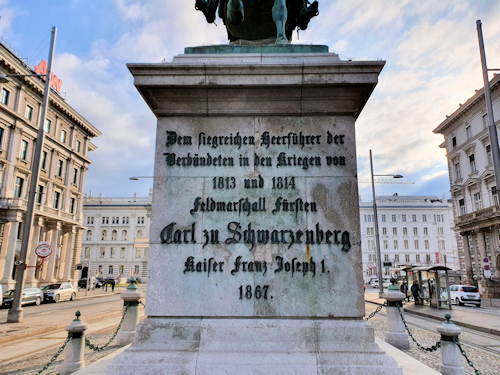 Dem siegreichen Heerführer der
Verbündeten in den Kriegen von
1813 und 1814
Feldmarschall Fürsten
Carl zu Schwarzenberg
Kaiser Franz Joseph I.
1867.